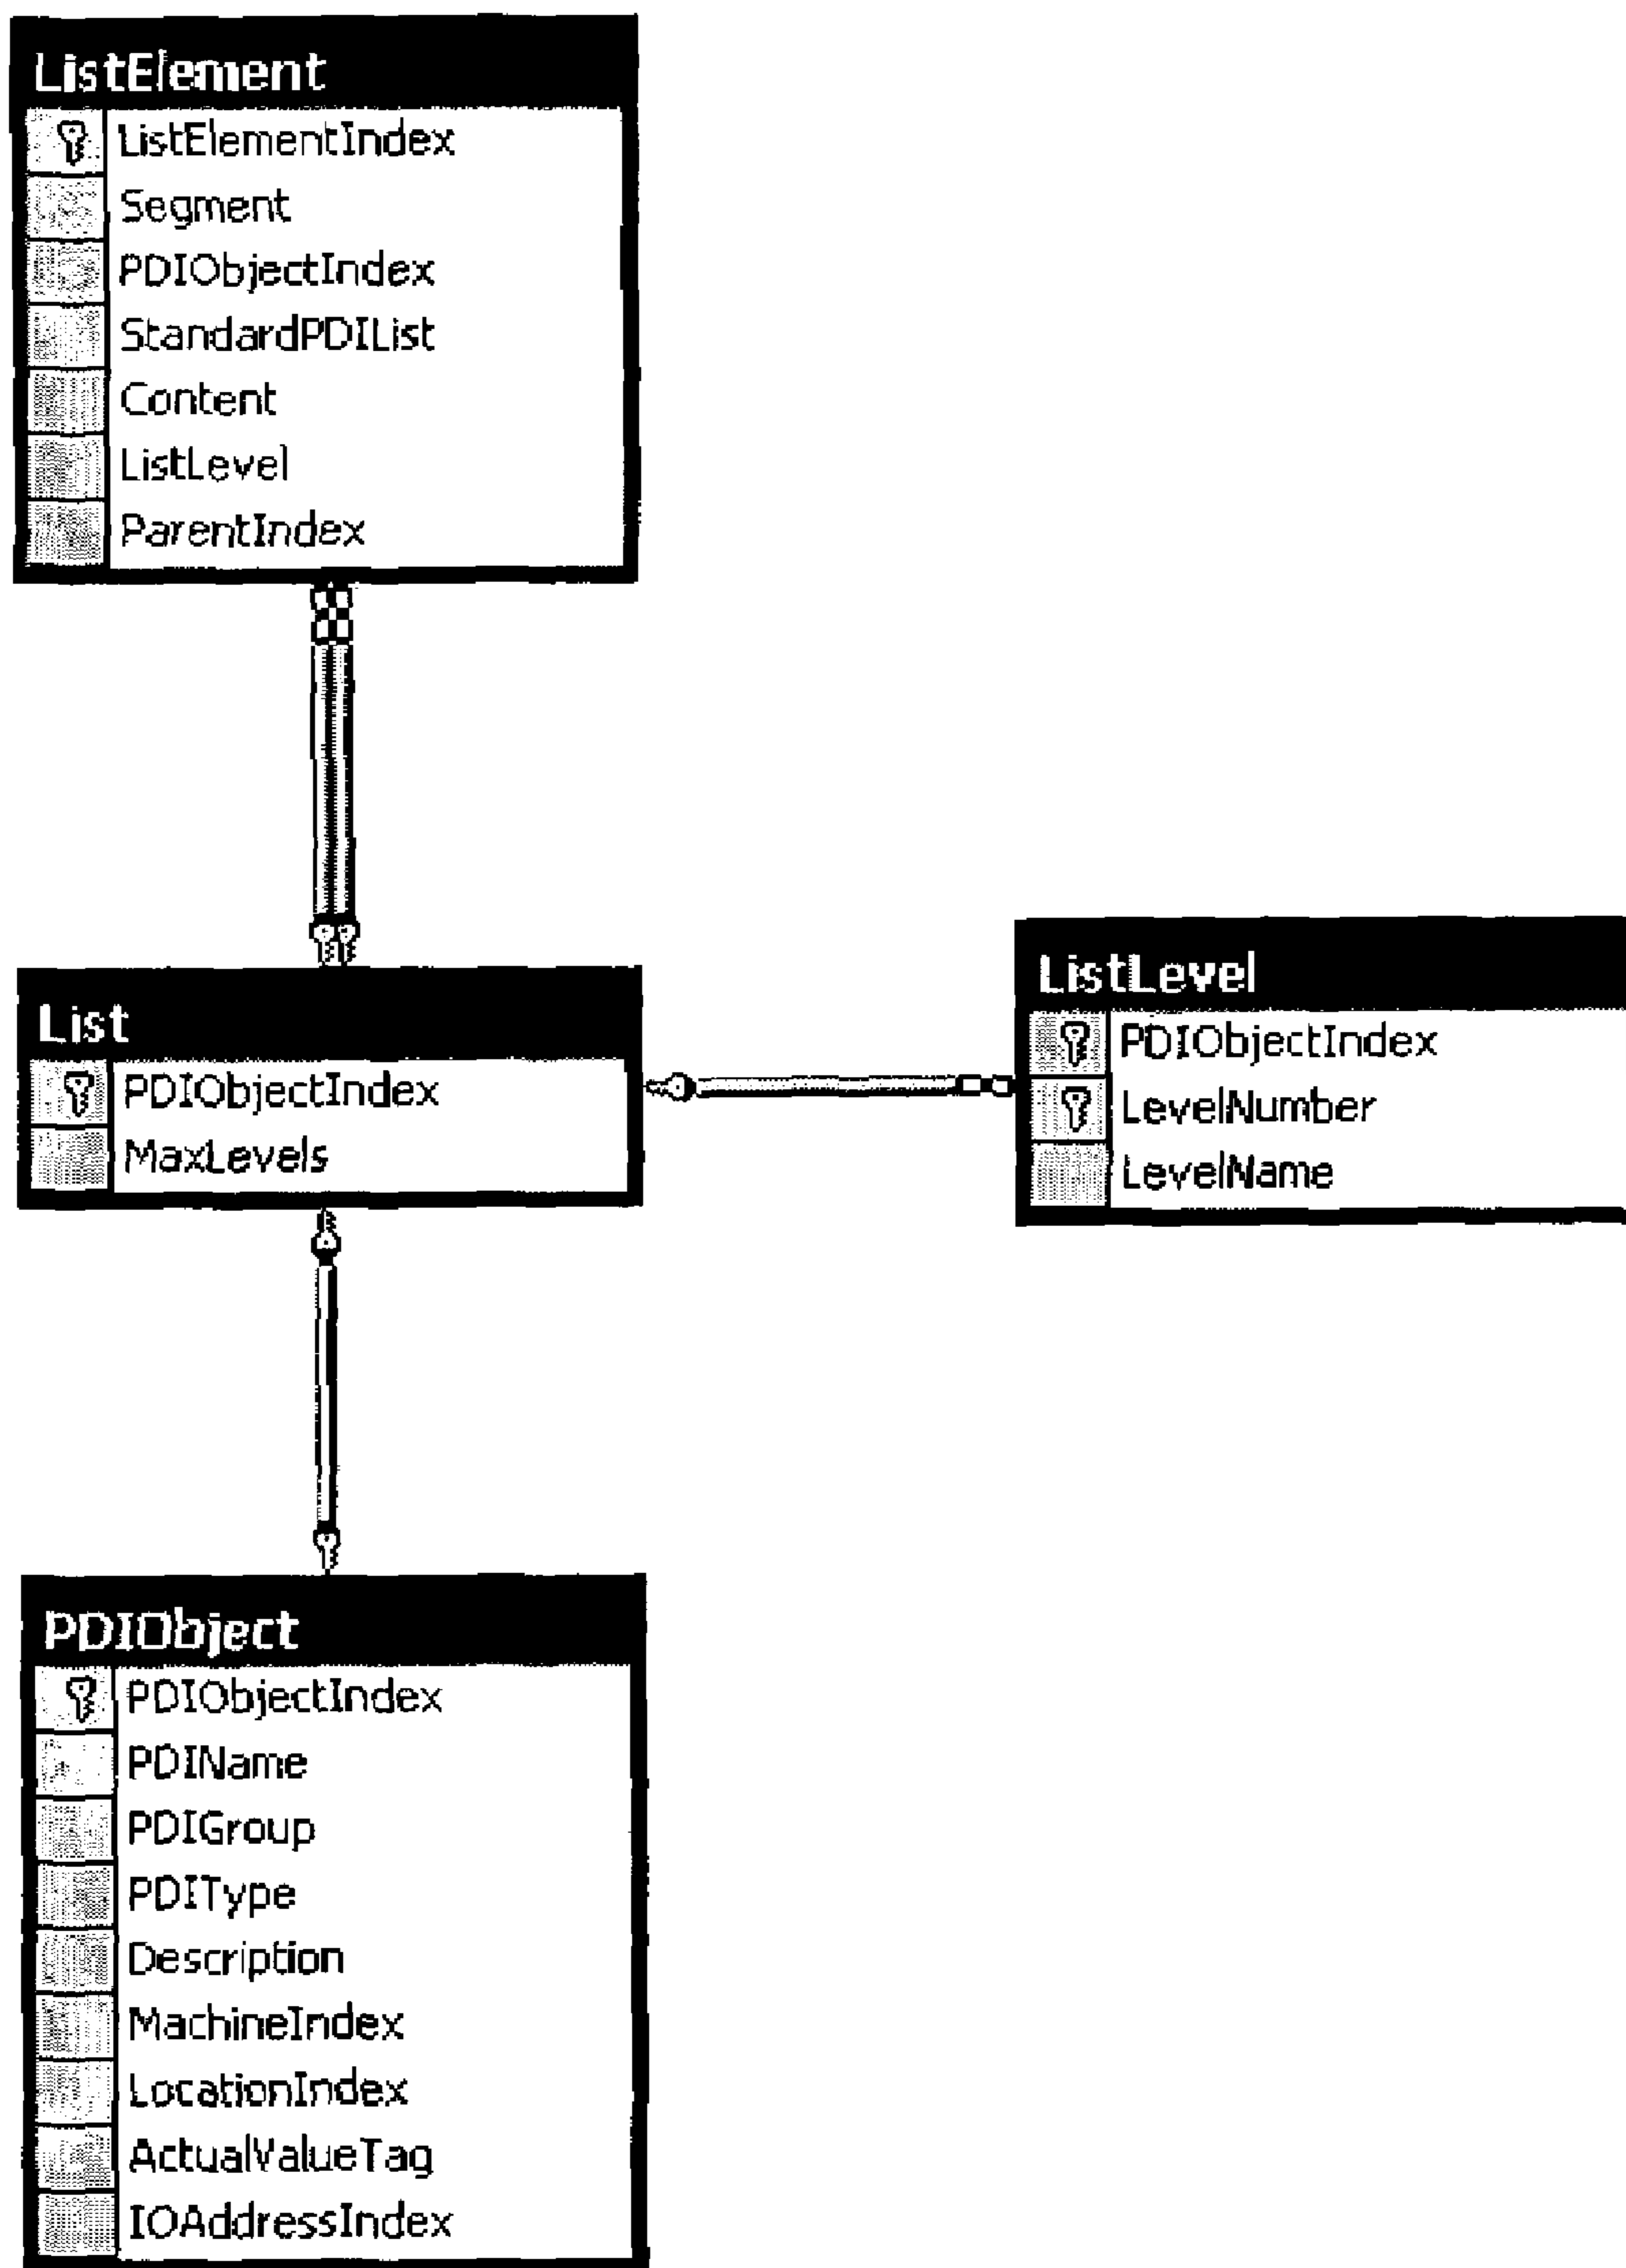 ListElement
ListElementIndex
Segment
PDIObjectIndex
StandardPDIList
Content
ListLevel
ParentIndex
List
PDIObjectIndex
MaxLevels
ListLevel
PDIObjectIndex
LevelNumber
LevelName
PDIObject
PDIObjectIndex
PDIName
PDIGroup
PDIType
Description
MachineIndex
LocationIndex
ActualValueTag
IOAddressIndex